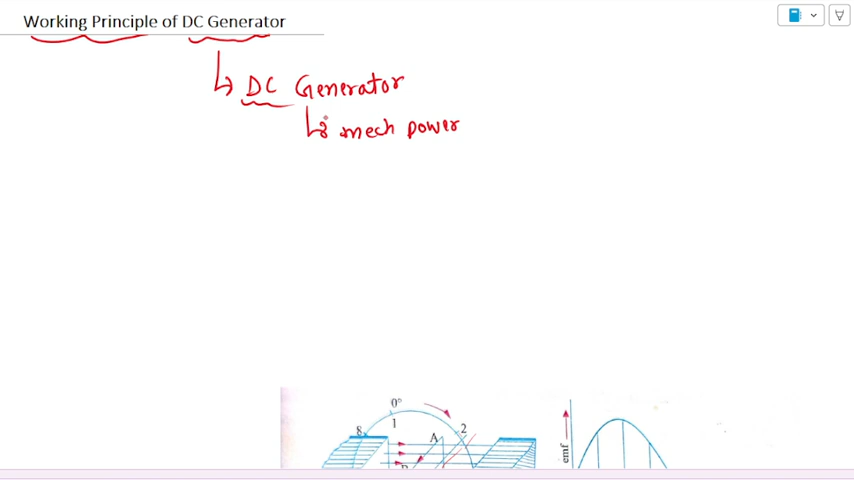 Working Principle of DC Generator
DC Generator
mech power
0°
1
8
2
A
emf